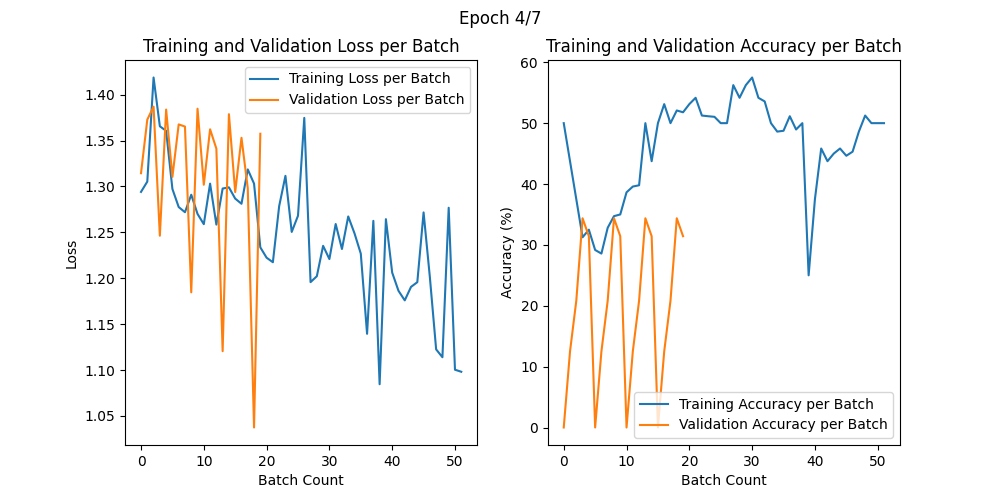 Epoch 4/7
Training and Validation Loss per Batch
Training Loss per Batch
Validation Loss per Batch
1.40
1.35
1.30
1.25
1.20
1.15
1.10
1.05
Loss
0 10 20 30 40 50
Batch Count
Training and Validation Accuracy per Batch
60
50
40
30
20
10
0
Accuracy (%)
Training Accuracy per Batch
Validation Accuracy per Batch
0 10 20 30 40 50
Batch Count